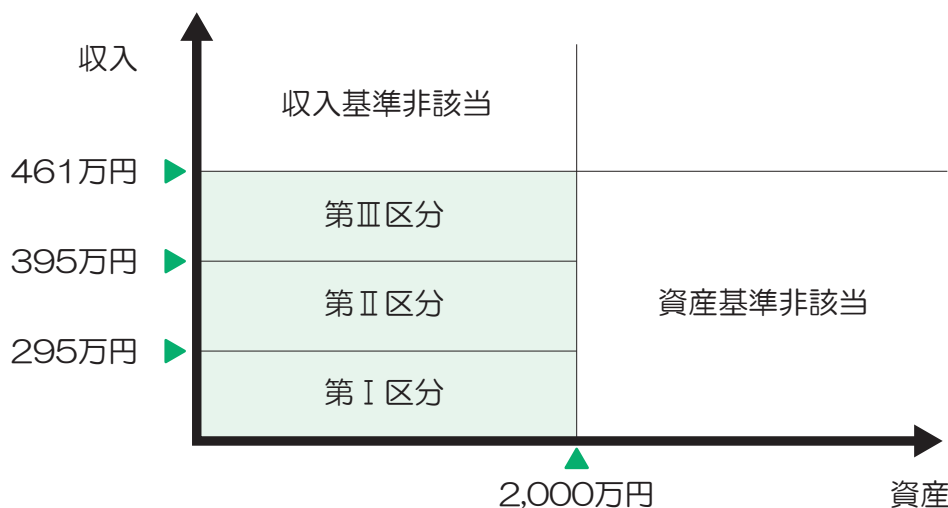 収入
収入基準非該当
461万円
第Ⅲ区分
395万円
第Ⅱ区分
資産基準非該当
295万円
第Ⅰ区分
2,000万円
資産